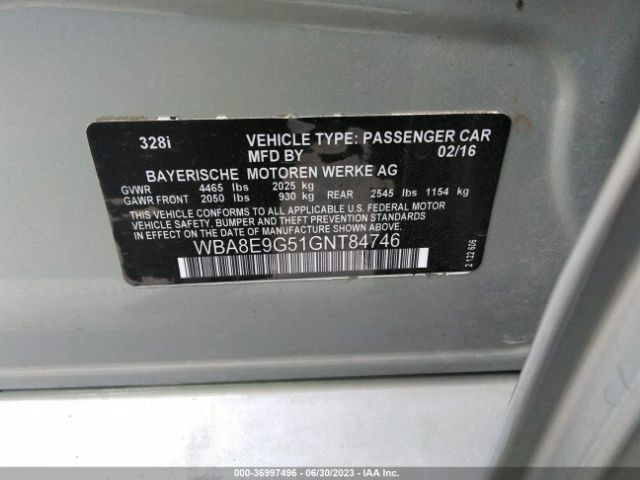 328i VEHICLE TYPE: PASSENGER CAR
MFD BY 02/16
BAYERISCHE MOTOREN WERKE AG
GVWR 4465 lbs 2025 kg
GAWR FRONT 2050 lbs 930 kg REAR 2545 lbs 1154 kg
THIS VEHICLE CONFORMS TO ALL APPLICABLE U.S. FEDERAL MOTOR
VEHICLE SAFETY, BUMPER, AND THEFT PREVENTION STANDARDS
IN EFFECT ON THE DATE OF MANUFACTURE SHOWN ABOVE.
WBA8E9G51GNT84746
2 122 606
000-36997496 - 06/30/2023 - IAA Inc.